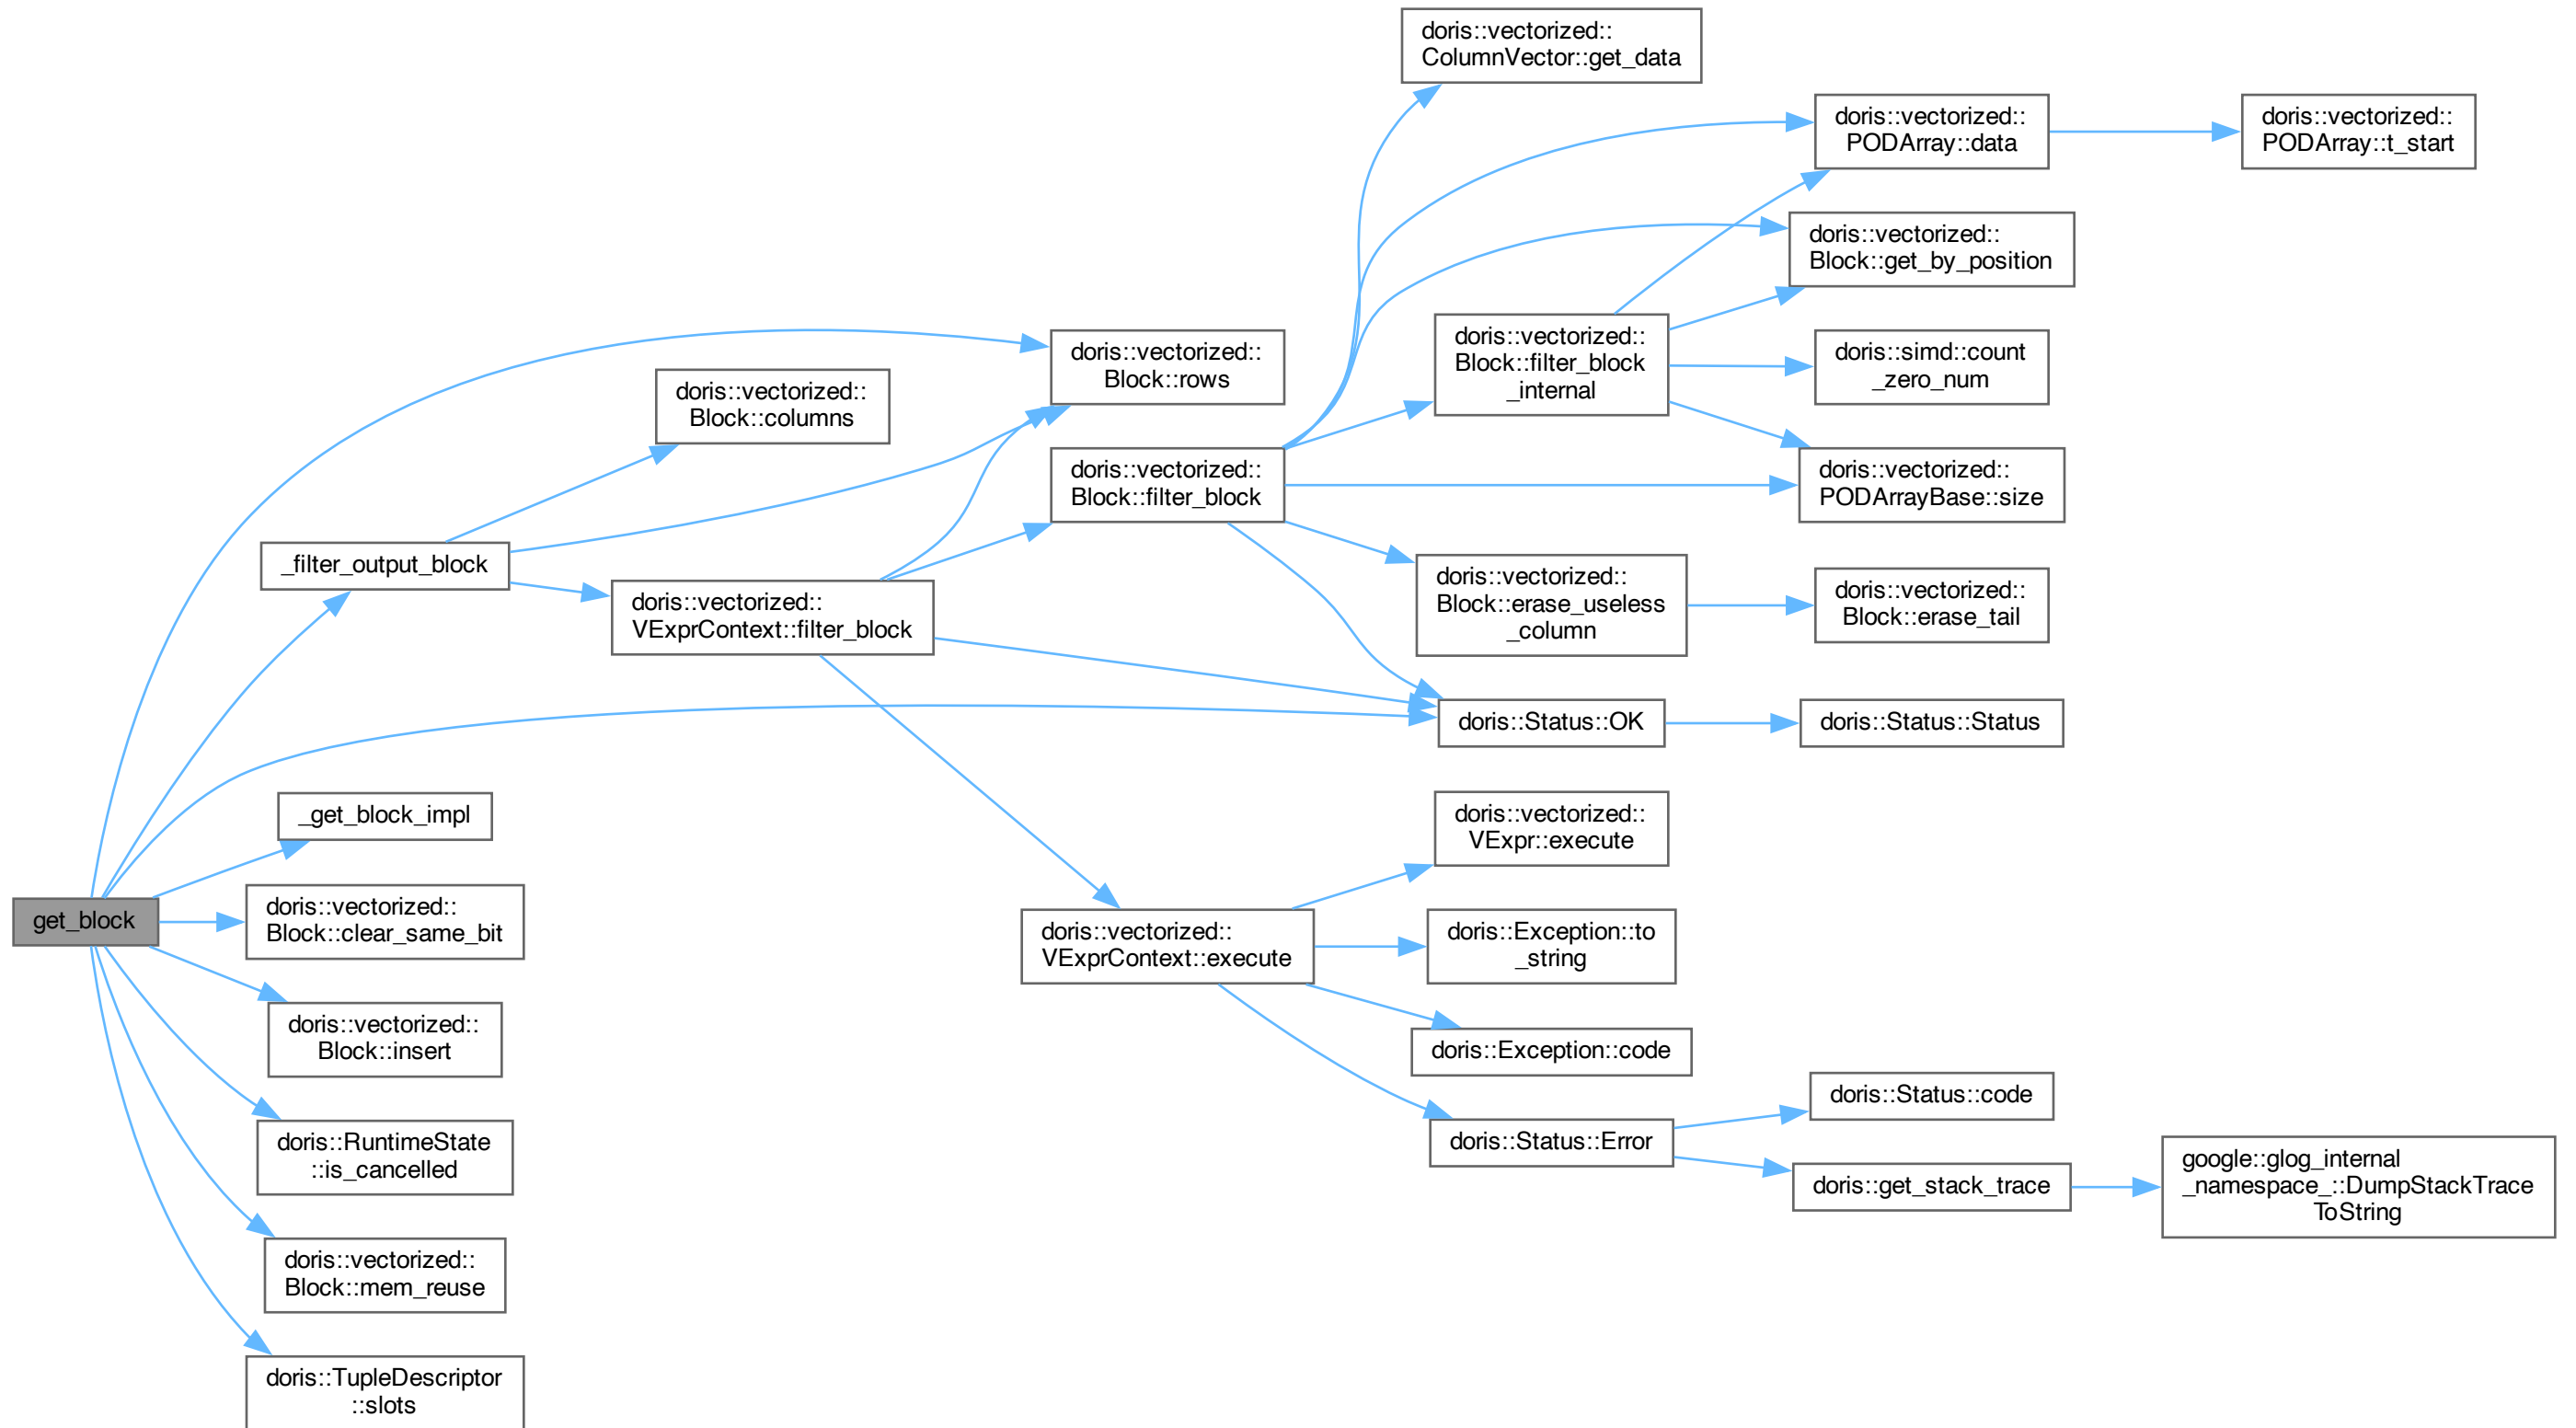 get_block
_filter_output_block
doris::vectorized::
Block::columns
doris::vectorized::
Block::rows
doris::vectorized::
VExprContext::filter_block
doris::vectorized::
Block::filter_block
doris::vectorized::
ColumnVector::get_data
doris::vectorized::
PODArray::data
doris::vectorized::
PODArray::t_start
doris::vectorized::
Block::get_by_position
doris::vectorized::
Block::filter_block
_internal
doris::simd::count
_zero_num
doris::vectorized::
PODArrayBase::size
doris::vectorized::
Block::erase_useless
_column
doris::vectorized::
Block::erase_tail
doris::Status::OK
doris::Status::Status
doris::vectorized::
VExprContext::execute
doris::vectorized::
VExpr::execute
doris::Exception::to
_string
doris::Exception::code
doris::Status::Error
doris::Status::code
doris::get_stack_trace
google::glog_internal
_namespace_::DumpStackTrace
ToString
_get_block_impl
doris::vectorized::
Block::clear_same_bit
doris::vectorized::
Block::insert
doris::RuntimeState
::is_cancelled
doris::vectorized::
Block::mem_reuse
doris::TupleDescriptor
::slots